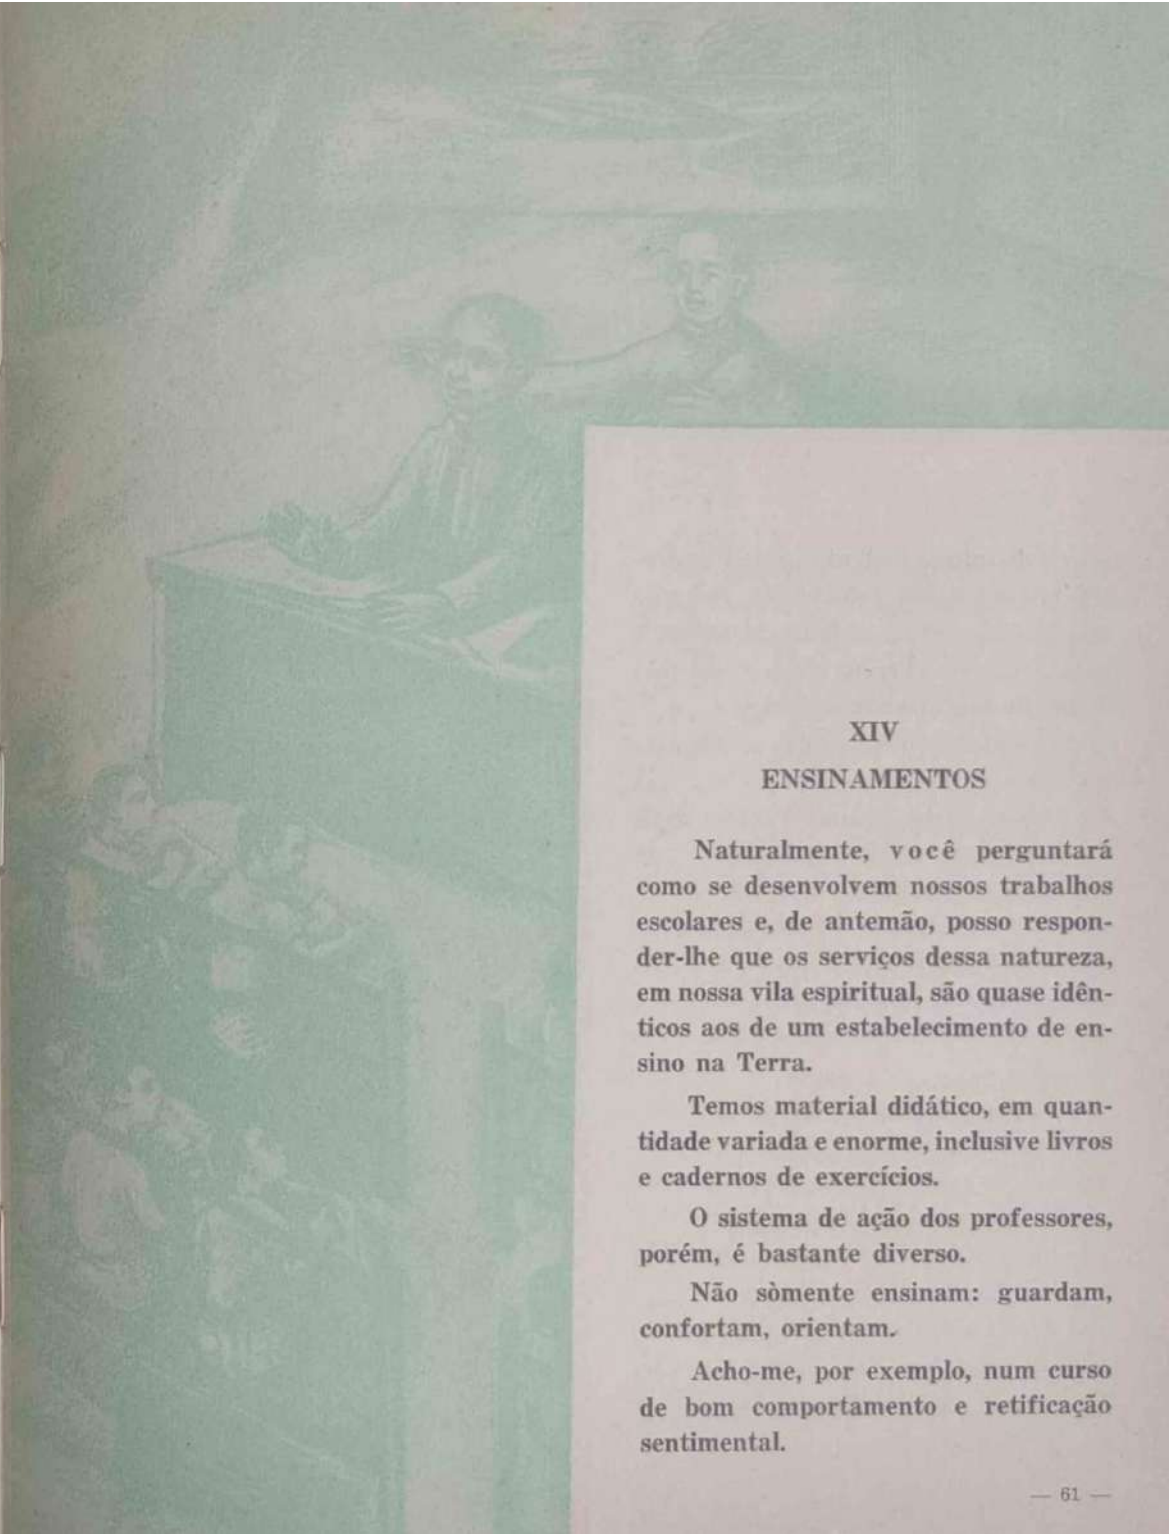 XIV
ENSINAMENTOS
Naturalmente, você perguntará
como se desenvolvem nossos trabalhos
escolares e, de antemão, posso respon-
der-lhe que os serviços dessa natureza,
em nossa vila espiritual, são quase idên-
ticos aos de um estabelecimento de en-
sino na Terra.
Temos material didático, em quan-
tidade variada e enorme, inclusive livros
e cadernos de exercícios.
O sistema de ação dos professores,
porém, é bastante diverso.
Não sòmente ensinam: guardam,
confortam, orientam.
Acho-me, por exemplo, num curso
de bom comportamento e retificação
sentimental.
— 61 —